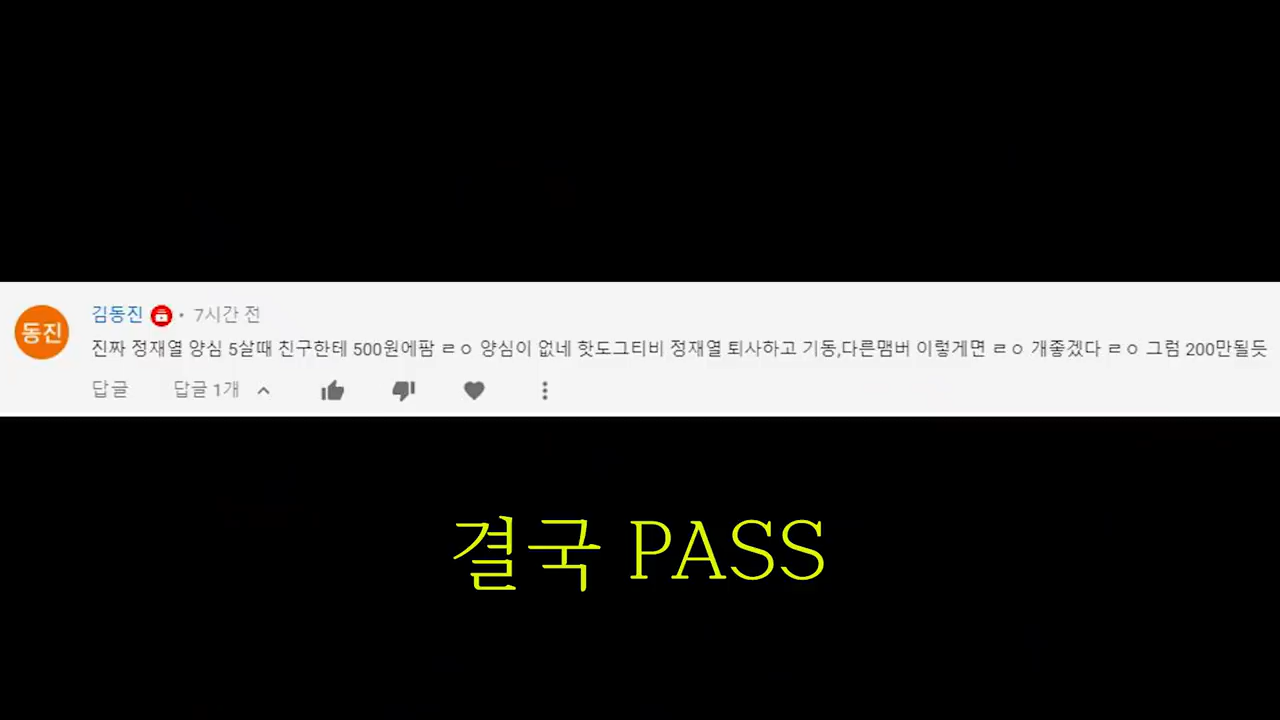 동진
김동진 • 7시간 전
진짜 정재열 양심 5살때 친구한테 500원에팜 ㄹㅇ 양심이 없네 핫도그티비 정재열 퇴사하고 기동,다른맴버 이렇게면 ㄹㅇ 개좋겠다 ㄹㅇ 그럼 200만될듯
답글 답글 1개
결국 PASS